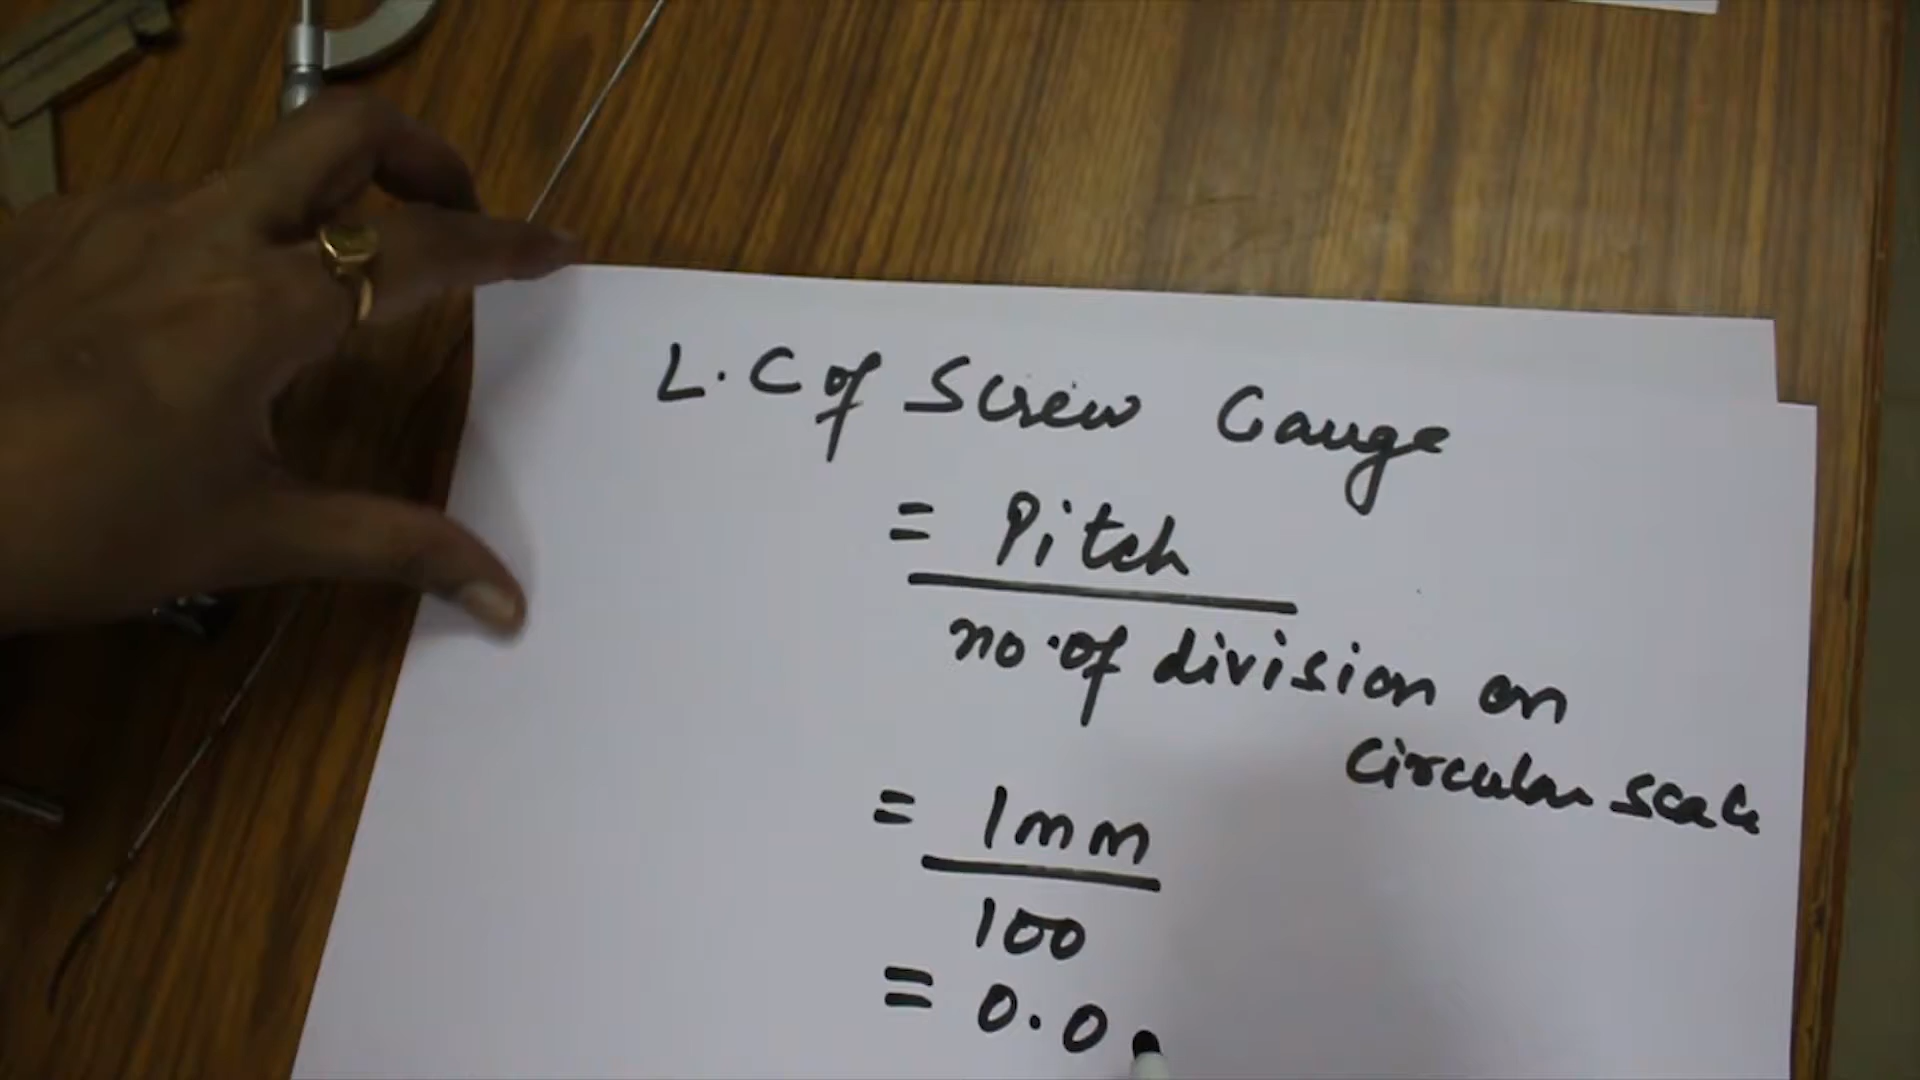 L.C of Screw Gauge
= Pitch
no. of division on
Circular scale
= 1mm
100
= 0.0